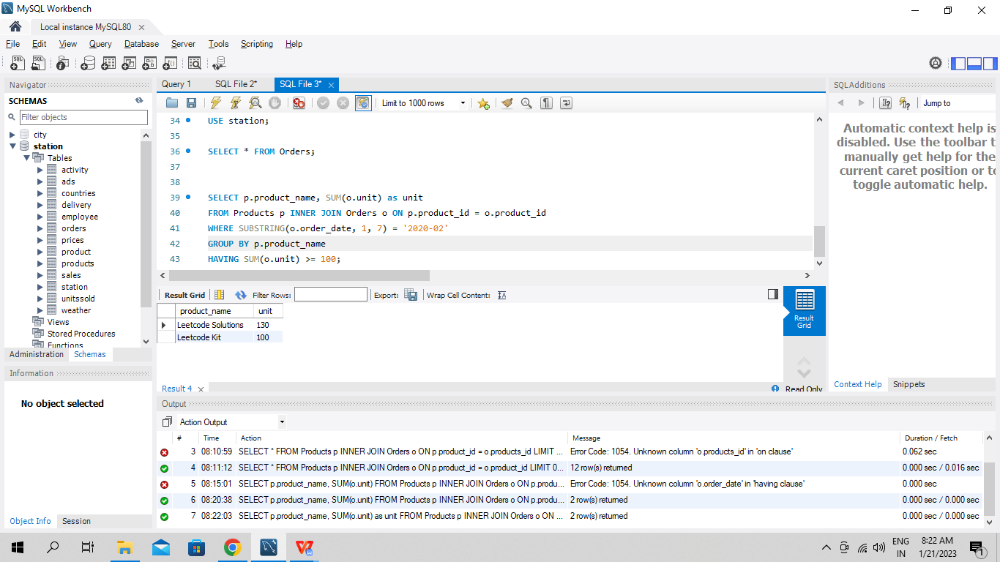 MySQL Workbench
Local instance MySQL80
File Edit View Query Database Server Tools Scripting Help
Navigator
SCHEMAS
Filter objects
city
station
Tables
activity
ads
countries
delivery
employee
orders
prices
product
products
sales
station
unitssold
weather
Views
Stored Procedures
Functions
Administration Schemas
Information
No object selected
Object Info Session
Query 1 SQL File 2* SQL File 3*
Limit to 1000 rows
34 USE station;
35
36 SELECT * FROM Orders;
37
38
39 SELECT p.product_name, SUM(o.unit) as unit
40 FROM Products p INNER JOIN Orders o ON p.product_id = o.product_id
41 WHERE SUBSTRING(o.order_date, 1, 7) = '2020-02'
42 GROUP BY p.product_name
43 HAVING SUM(o.unit) >= 100;
Result Grid Filter Rows: Export: Wrap Cell Content:
product_name unit
Leetcode Solutions 130
Leetcode Kit 100
Result Grid
Result 4
Read Only
SQLAdditions
Jump to
Automatic context help is
disabled. Use the toolbar t
manually get help for the
current caret position or to
toggle automatic help.
Context Help Snippets
Output
Action Output
# Time Action Message Duration / Fetch
3 08:10:59 SELECT * FROM Products p INNER JOIN Orders o ON p.product_id = o.products_id LIMIT ... Error Code: 1054. Unknown column 'o.products_id' in 'on clause' 0.062 sec
4 08:11:12 SELECT * FROM Products p INNER JOIN Orders o ON p.product_id = o.product_id LIMIT 0... 12 row(s) returned 0.000 sec / 0.016 sec
5 08:15:01 SELECT p.product_name, SUM(o.unit) FROM Products p INNER JOIN Orders o ON p.produ... Error Code: 1054. Unknown column 'o.order_date' in 'having clause' 0.000 sec
6 08:20:38 SELECT p.product_name, SUM(o.unit) FROM Products p INNER JOIN Orders o ON p.produ... 2 row(s) returned 0.000 sec / 0.000 sec
7 08:22:03 SELECT p.product_name, SUM(o.unit) as unit FROM Products p INNER JOIN Orders o ON ... 2 row(s) returned 0.000 sec / 0.000 sec
ENG
IN
8:22 AM
1/21/2023
1